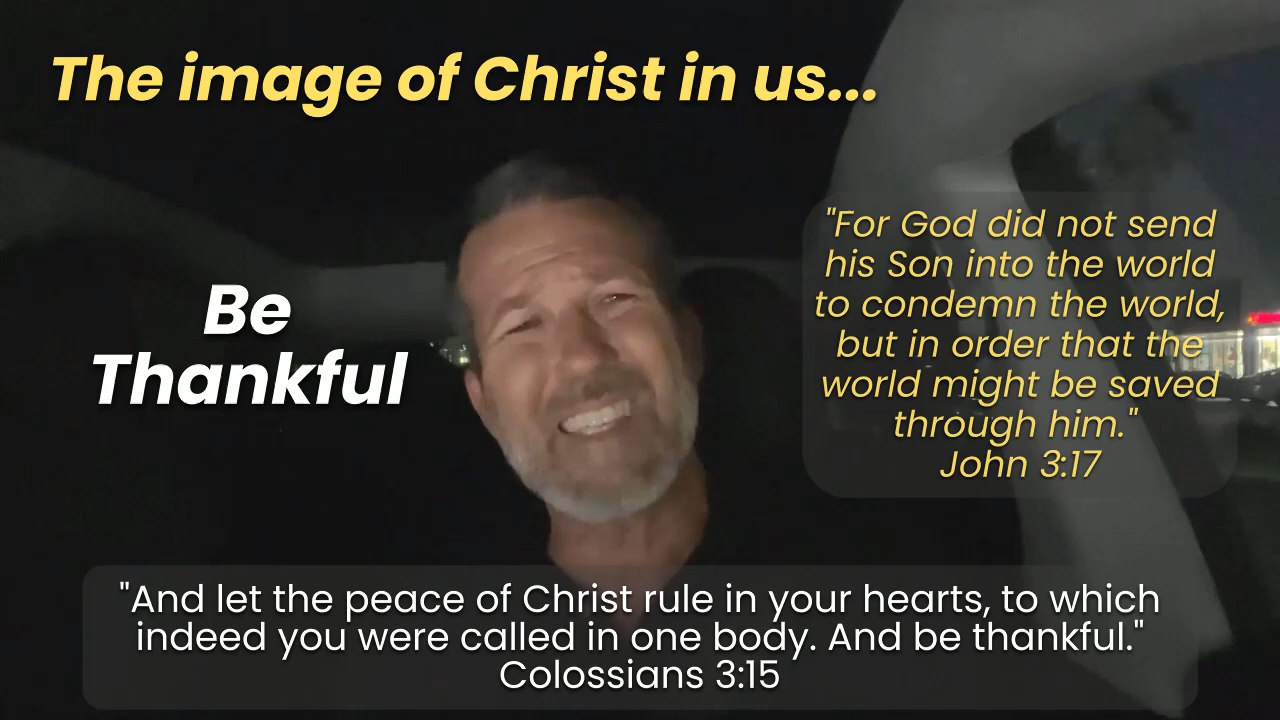 The image of Christ in us...
Be
Thankful
"For God did not send
his Son into the world
to condemn the world,
but in order that the
world might be saved
through him."
John 3:17
"And let the peace of Christ rule in your hearts, to which
indeed you were called in one body. And be thankful."
Colossians 3:15